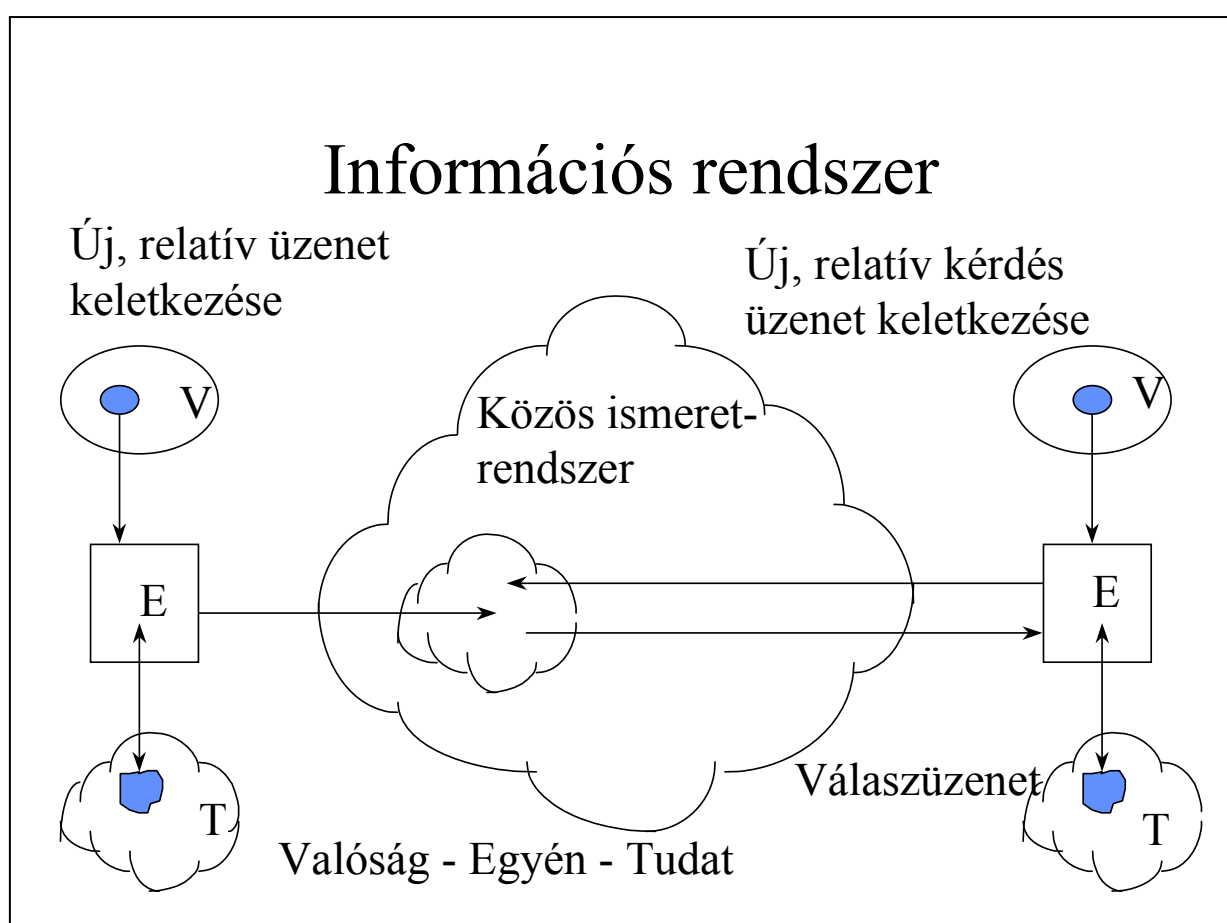 Információs rendszer
Új, relatív üzenet
keletkezése
Új, relatív kérdés
üzenet keletkezése
V
V
Közös ismeret-
rendszer
E
E
Válaszüzenet
T
T
Valóság - Egyén - Tudat